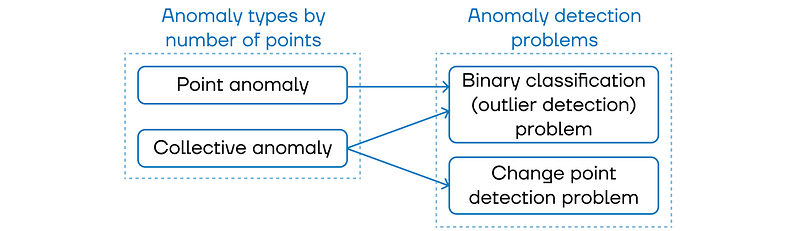 Anomaly types by
number of points
Point anomaly
Collective anomaly
Anomaly detection
problems
Binary classification
(outlier detection)
problem
Change point
detection problem